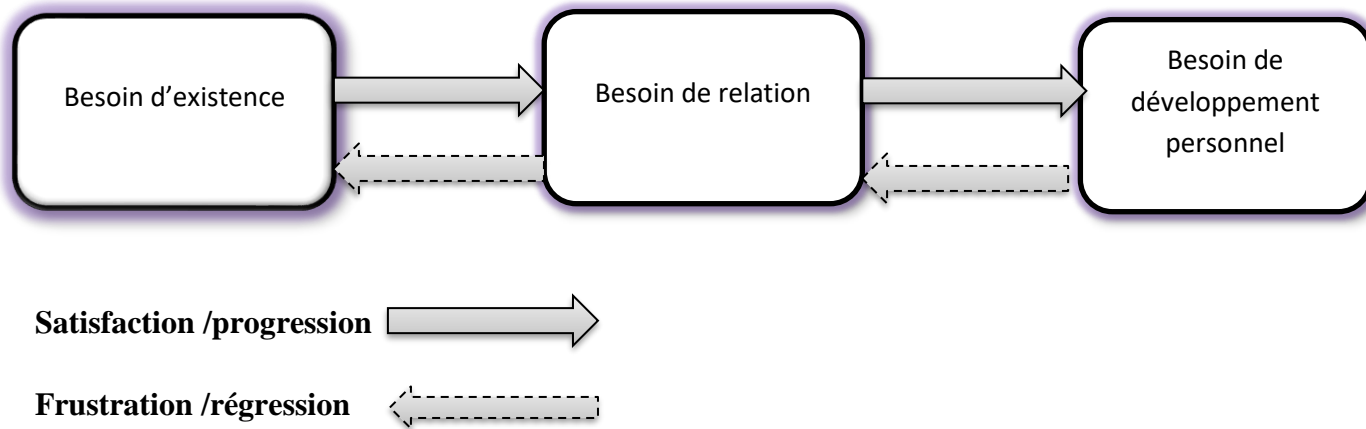 Besoin d’existence
Besoin de relation
Besoin de
développement
personnel
Satisfaction /progression
Frustration /régression